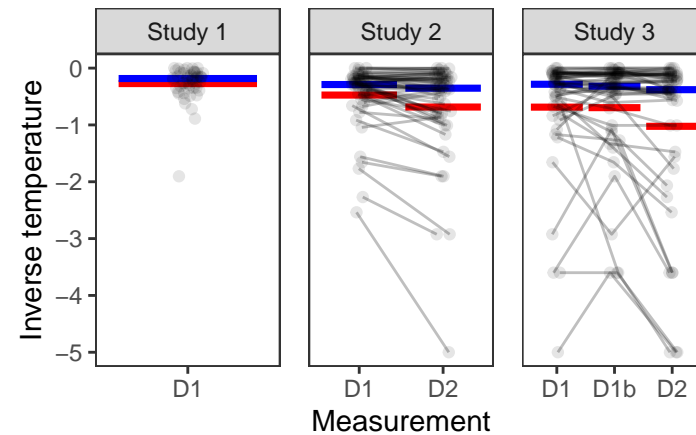 Study 1
Study 2
Study 3
Inverse temperature
0
−1
−2
−3
−4
−5
D1
D1
D2
D1
D1b
D2
Measurement